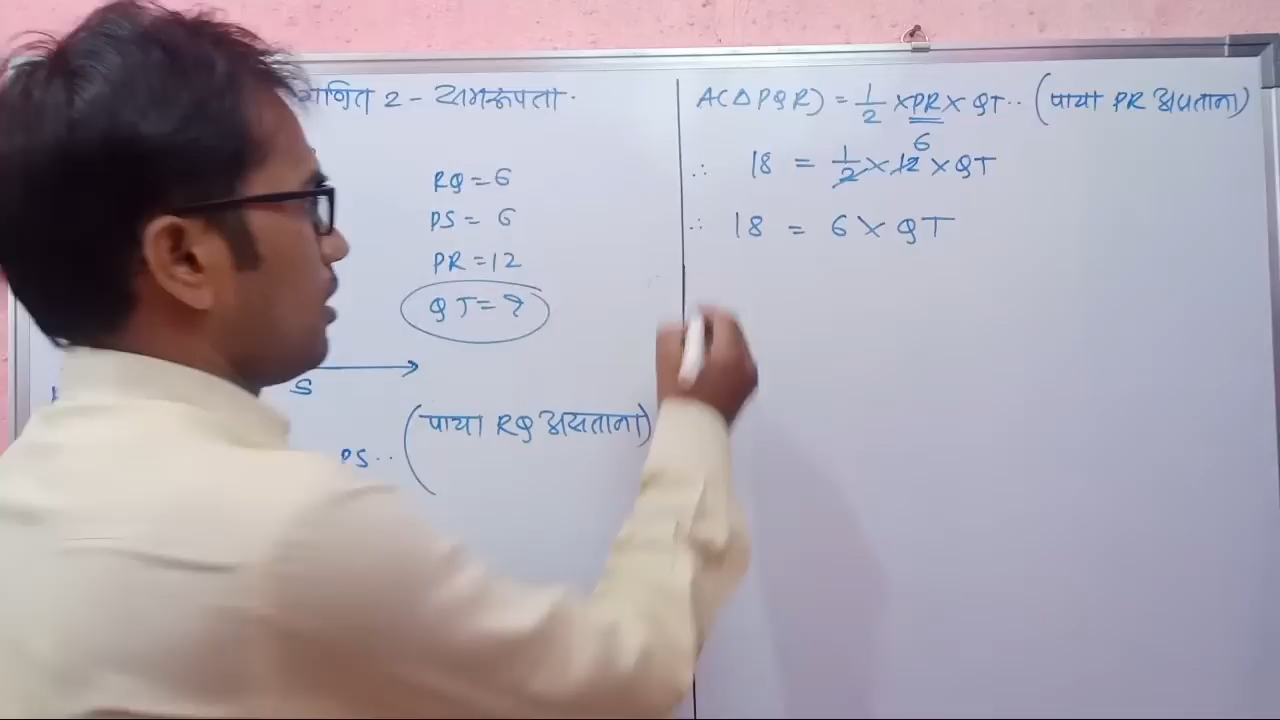 गणित 2 - समरूपता.
RQ = 6
PS = 6
PR = 12
QT = ?
S
PS .. (पाया RQ असताना)
A(△PQR) = 1/2 × PR × QT .. (पाया PR असताना)
∴ 18 = 1/2 × 12 × QT
6
∴ 18 = 6 × QT